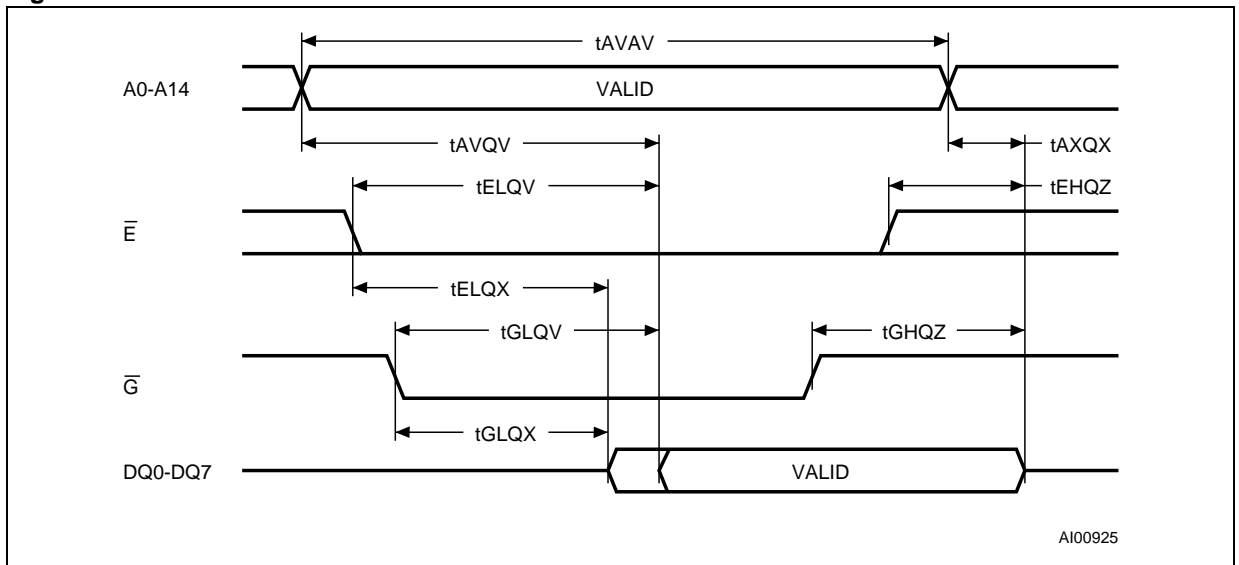 tAVAV
A0-A14
VALID
tAVQV
tAXQX
tELQV
tEHQZ
E̅
tELQX
tGLQV
tGHQZ
G̅
tGLQX
DQ0-DQ7
VALID
AI00925